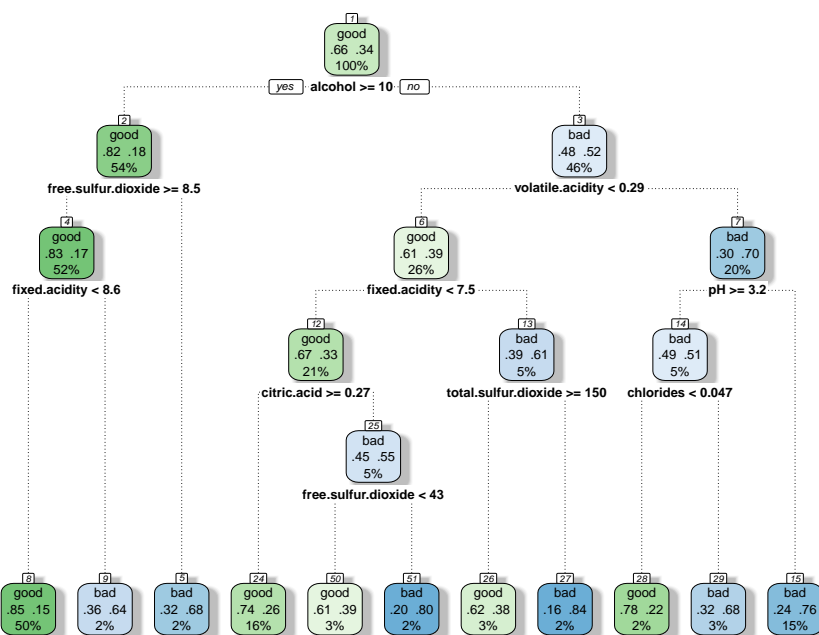 1
good
.66 .34
100%
yes alcohol >= 10 no
2
good
.82 .18
54%
free.sulfur.dioxide >= 8.5
3
bad
.48 .52
46%
volatile.acidity < 0.29
4
good
.83 .17
52%
fixed.acidity < 8.6
6
good
.61 .39
26%
fixed.acidity < 7.5
7
bad
.30 .70
20%
pH >= 3.2
12
good
.67 .33
21%
citric.acid >= 0.27
13
bad
.39 .61
5%
total.sulfur.dioxide >= 150
14
bad
.49 .51
5%
chlorides < 0.047
25
bad
.45 .55
5%
free.sulfur.dioxide < 43
8
good
.85 .15
50%
9
bad
.36 .64
2%
5
bad
.32 .68
2%
24
good
.74 .26
16%
50
good
.61 .39
3%
51
bad
.20 .80
2%
26
good
.62 .38
3%
27
bad
.16 .84
2%
28
good
.78 .22
2%
29
bad
.32 .68
3%
15
bad
.24 .76
15%